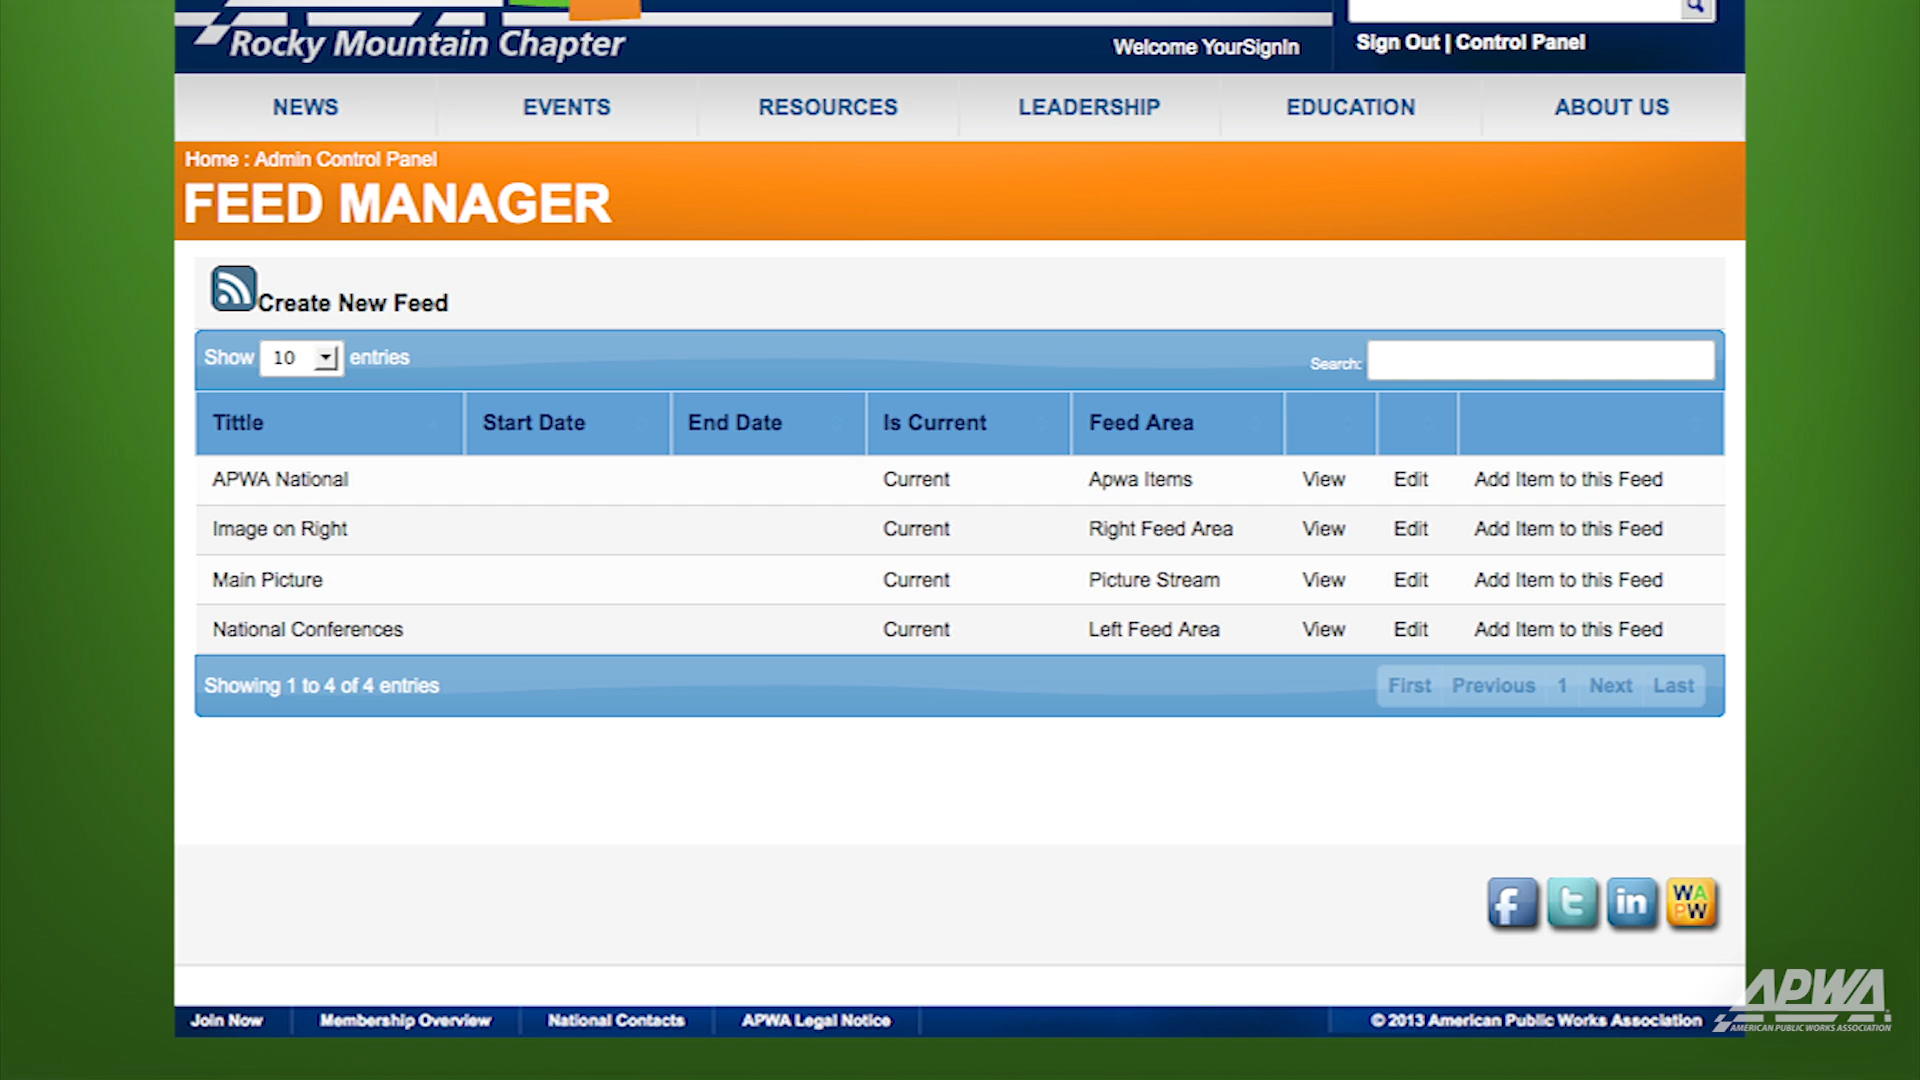 Rocky Mountain Chapter
Welcome YourSignIn
Sign Out | Control Panel
NEWS EVENTS RESOURCES LEADERSHIP EDUCATION ABOUT US
Home : Admin Control Panel
FEED MANAGER
Create New Feed
Show 10 entries Search:
Tittle Start Date End Date Is Current Feed Area
APWA National Current Apwa Items View Edit Add Item to this Feed
Image on Right Current Right Feed Area View Edit Add Item to this Feed
Main Picture Current Picture Stream View Edit Add Item to this Feed
National Conferences Current Left Feed Area View Edit Add Item to this Feed
Showing 1 to 4 of 4 entries First Previous 1 Next Last
f t in WAPW
Join Now Membership Overview National Contacts APWA Legal Notice © 2013 American Public Works Association
APWA
AMERICAN PUBLIC WORKS ASSOCIATION